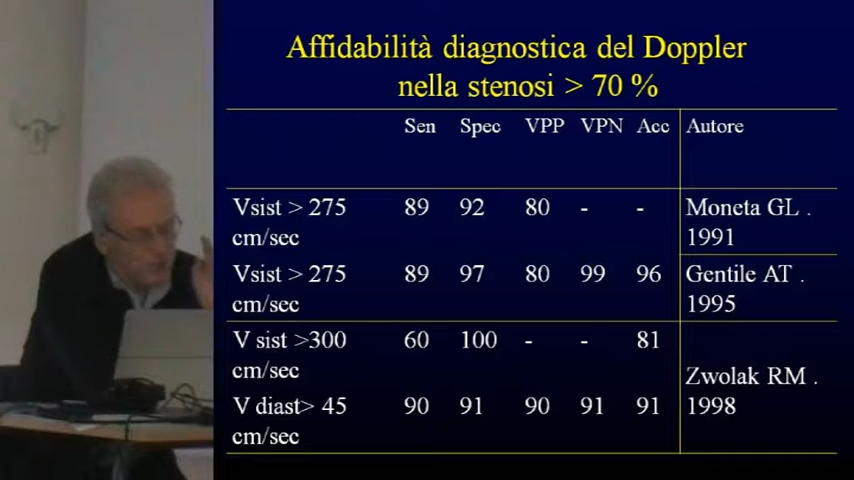 Affidabilità diagnostica del Doppler
nella stenosi > 70 %
Sen Spec VPP VPN Acc Autore
Vsist > 275 89 92 80 - - Moneta GL .
cm/sec 1991
Vsist > 275 89 97 80 99 96 Gentile AT .
cm/sec 1995
V sist >300 60 100 - - 81
cm/sec
Zwolak RM .
V diast> 45 90 91 90 91 91 1998
cm/sec